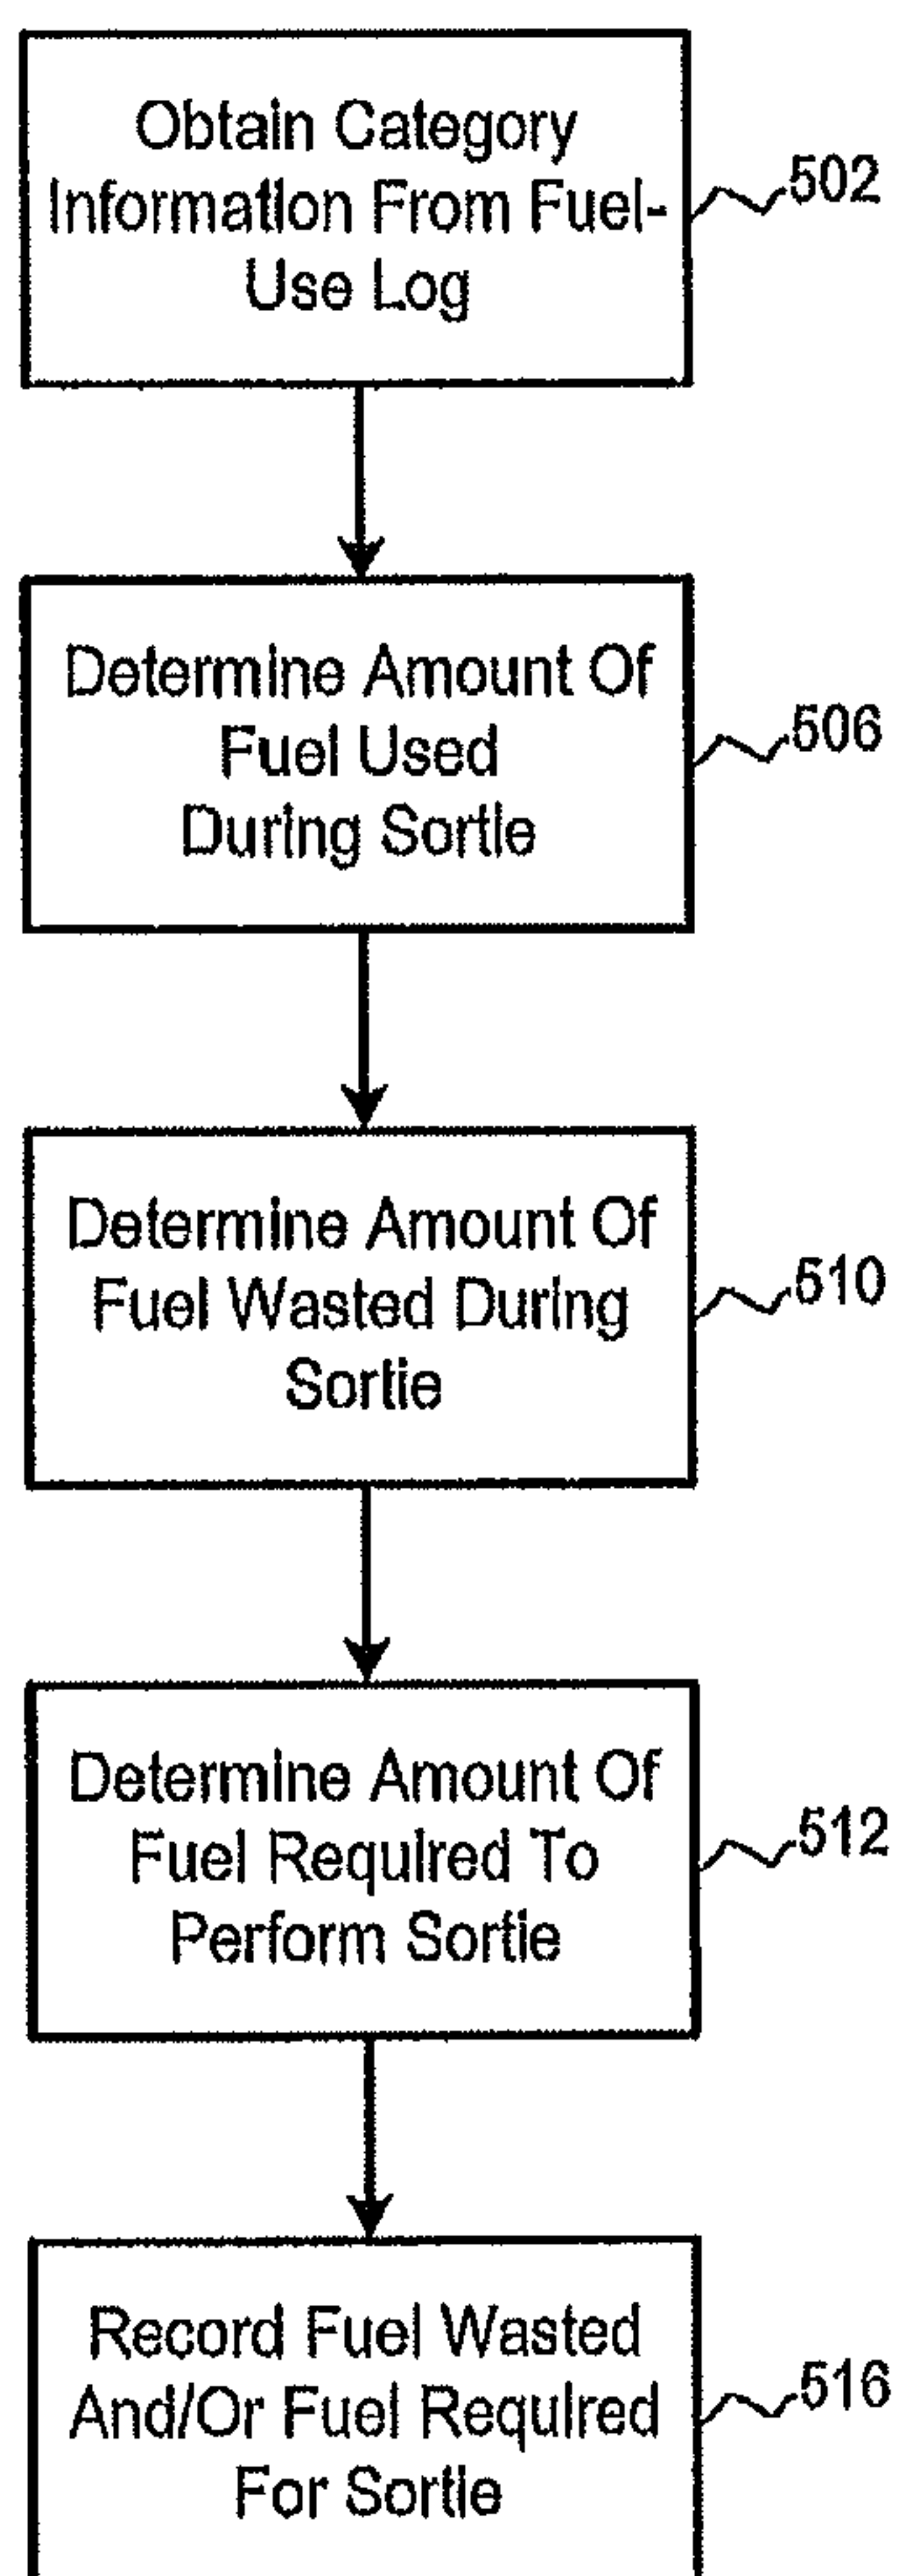 Obtain Category
Information From Fuel-
Use Log
502
Determine Amount Of
Fuel Used
During Sortie
506
Determine Amount Of
Fuel Wasted During
Sortie
510
Determine Amount Of
Fuel Required To
Perform Sortie
512
Record Fuel Wasted
And/Or Fuel Required
For Sortie
516